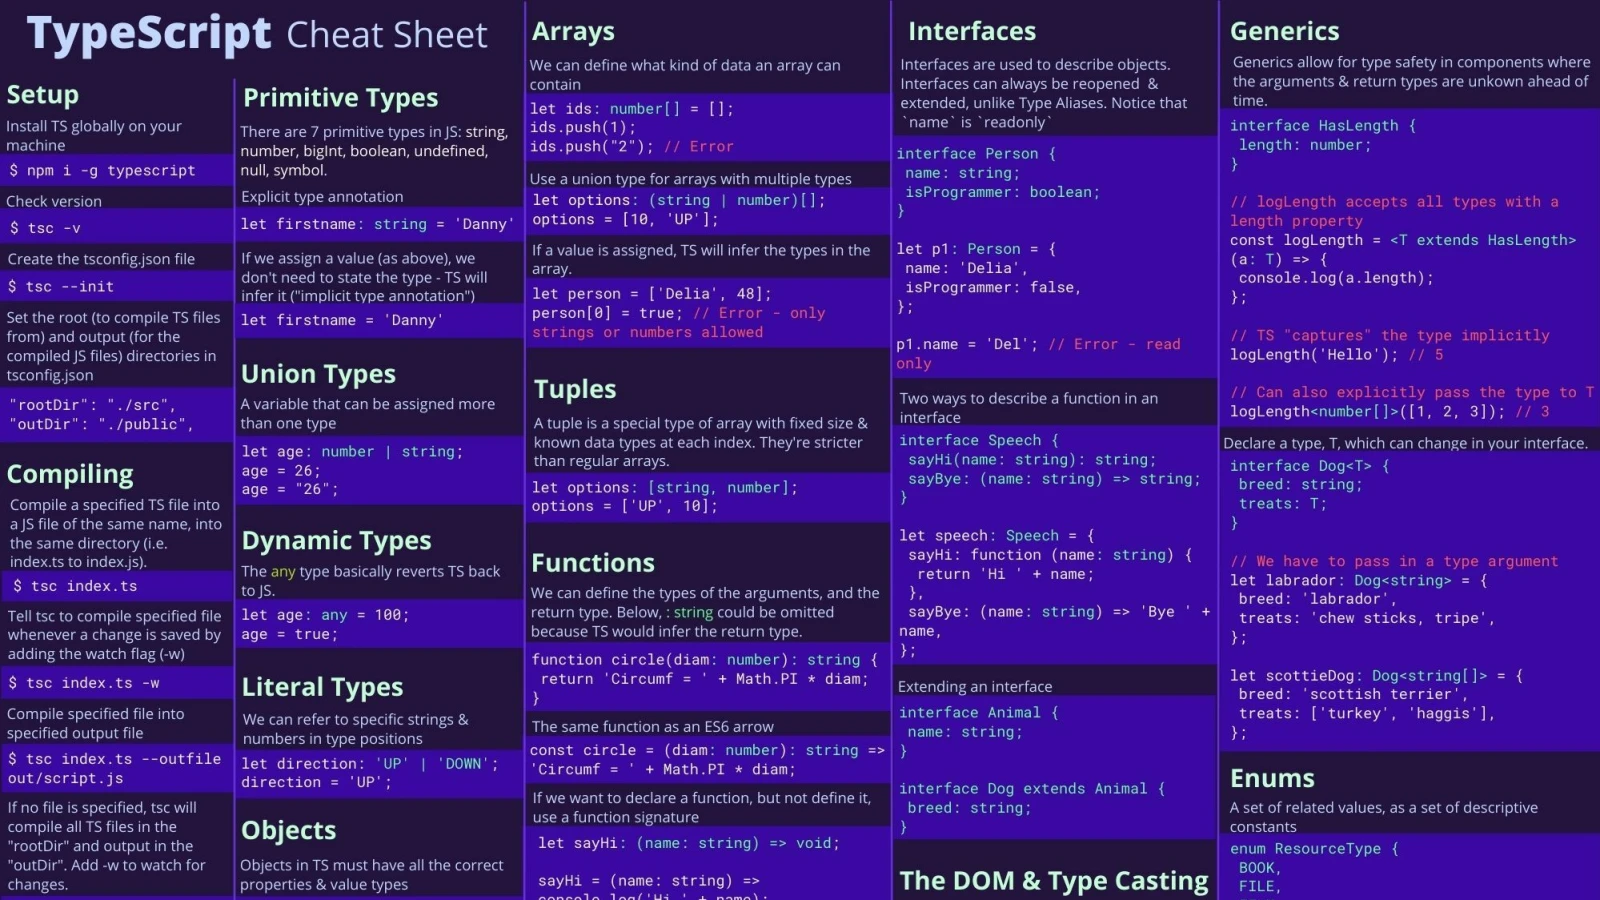 TypeScript Cheat Sheet
Setup
Install TS globally on your
machine
$ npm i -g typescript
Check version
$ tsc -v
Create the tsconfig.json file
$ tsc --init
Set the root (to compile TS files
from) and output (for the
compiled JS files) directories in
tsconfig.json
"rootDir": "./src",
"outDir": "./public",
Compiling
Compile a specified TS file into
a JS file of the same name, into
the same directory (i.e.
index.ts to index.js).
$ tsc index.ts
Tell tsc to compile specified file
whenever a change is saved by
adding the watch flag (-w)
$ tsc index.ts -w
Compile specified file into
specified output file
$ tsc index.ts --outfile
out/script.js
If no file is specified, tsc will
compile all TS files in the
"rootDir" and output in the
"outDir". Add -w to watch for
changes.
Primitive Types
There are 7 primitive types in JS: string,
number, bigInt, boolean, undefined,
null, symbol.
Explicit type annotation
let firstname: string = 'Danny'
If we assign a value (as above), we
don't need to state the type - TS will
infer it ("implicit type annotation")
let firstname = 'Danny'
Union Types
A variable that can be assigned more
than one type
let age: number | string;
age = 26;
age = "26";
Dynamic Types
The any type basically reverts TS back
to JS.
let age: any = 100;
age = true;
Literal Types
We can refer to specific strings &
numbers in type positions
let direction: 'UP' | 'DOWN';
direction = 'UP';
Objects
Objects in TS must have all the correct
properties & value types
Arrays
We can define what kind of data an array can
contain
let ids: number[] = [];
ids.push(1);
ids.push("2"); // Error
Use a union type for arrays with multiple types
let options: (string | number)[];
options = [10, 'UP'];
If a value is assigned, TS will infer the types in the
array.
let person = ['Delia', 48];
person[0] = true; // Error - only
strings or numbers allowed
Tuples
A tuple is a special type of array with fixed size &
known data types at each index. They're stricter
than regular arrays.
let options: [string, number];
options = ['UP', 10];
Functions
We can define the types of the arguments, and the
return type. Below, : string could be omitted
because TS would infer the return type.
function circle(diam: number): string {
return 'Circumf = ' + Math.PI * diam;
}
The same function as an ES6 arrow
const circle = (diam: number): string =>
'Circumf = ' + Math.PI * diam;
If we want to declare a function, but not define it,
use a function signature
let sayHi: (name: string) => void;
sayHi = (name: string) =>
console.log('Hi ' + name);
Interfaces
Interfaces are used to describe objects.
Interfaces can always be reopened &
extended, unlike Type Aliases. Notice that
`name` is `readonly`
interface Person {
name: string;
isProgrammer: boolean;
}
let p1: Person = {
name: 'Delia',
isProgrammer: false,
};
p1.name = 'Del'; // Error - read
only
Two ways to describe a function in an
interface
interface Speech {
sayHi(name: string): string;
sayBye: (name: string) => string;
}
let speech: Speech = {
sayHi: function (name: string) {
return 'Hi ' + name;
},
sayBye: (name: string) => 'Bye ' +
name,
};
Extending an interface
interface Animal {
name: string;
}
interface Dog extends Animal {
breed: string;
}
The DOM & Type Casting
Generics
Generics allow for type safety in components where
the arguments & return types are unkown ahead of
time.
interface HasLength {
length: number;
}
// logLength accepts all types with a
length property
const logLength = <T extends HasLength>
(a: T) => {
console.log(a.length);
};
// TS "captures" the type implicitly
logLength('Hello'); // 5
// Can also explicitly pass the type to T
logLength<number[]>([1, 2, 3]); // 3
Declare a type, T, which can change in your interface.
interface Dog<T> {
breed: string;
treats: T;
}
// We have to pass in a type argument
let labrador: Dog<string> = {
breed: 'labrador',
treats: 'chew sticks, tripe',
};
let scottieDog: Dog<string[]> = {
breed: 'scottish terrier',
treats: ['turkey', 'haggis'],
};
Enums
A set of related values, as a set of descriptive
constants
enum ResourceType {
BOOK,
FILE,